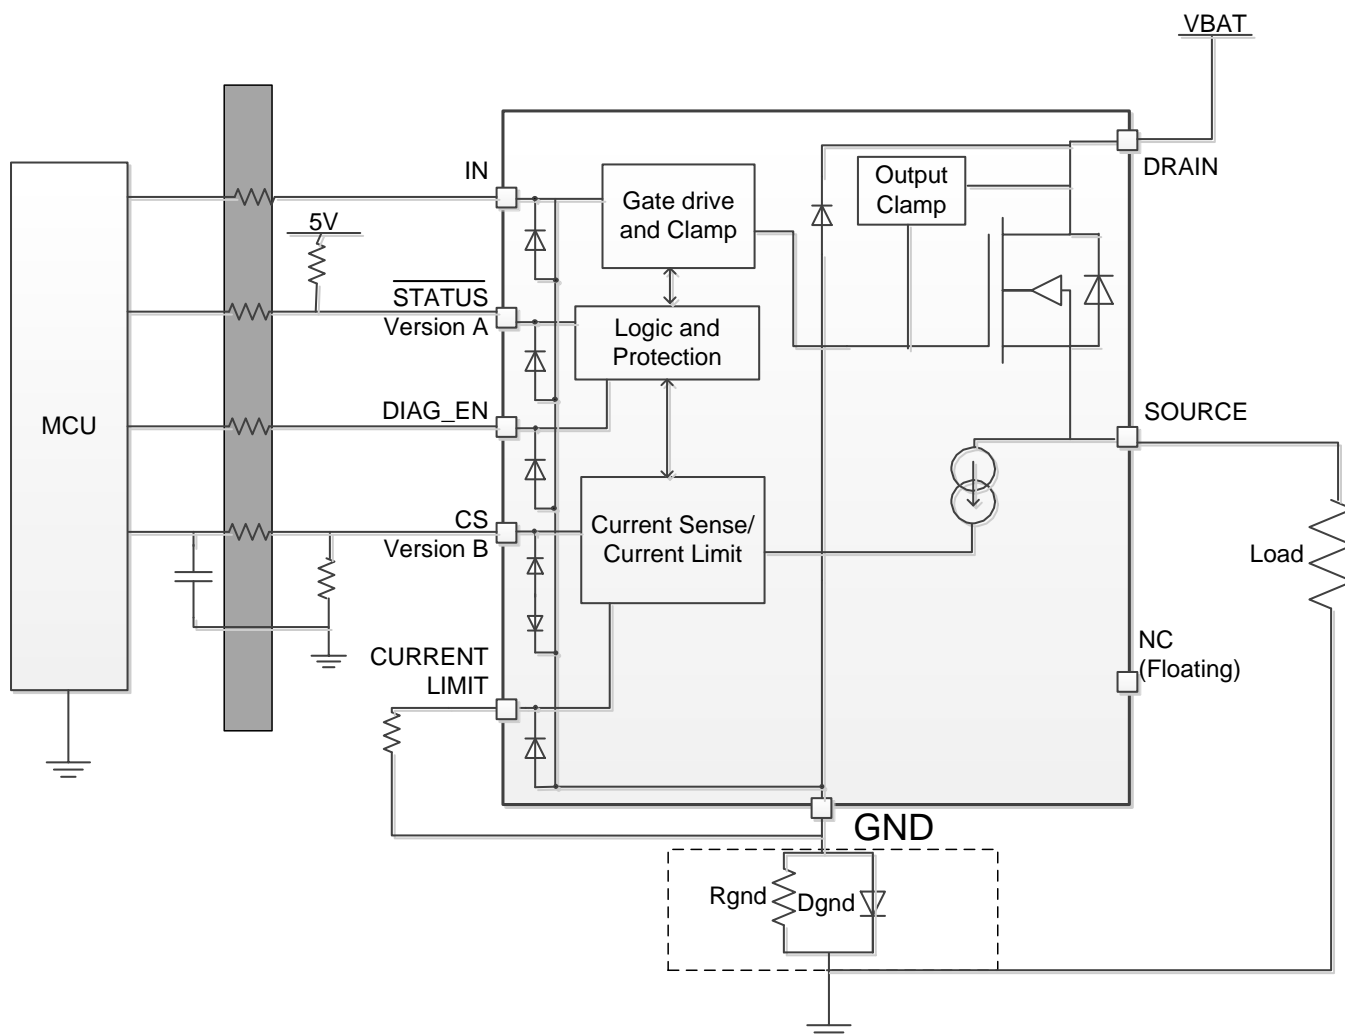 VBAT
IN
DRAIN
Gate drive
and Clamp
Output
Clamp
5V
STATUS
Version A
Logic and
Protection
MCU
DIAG_EN
SOURCE
CS
Version B
Current Sense/
Current Limit
Load
NC
(Floating)
CURRENT
LIMIT
GND
Rgnd
Dgnd